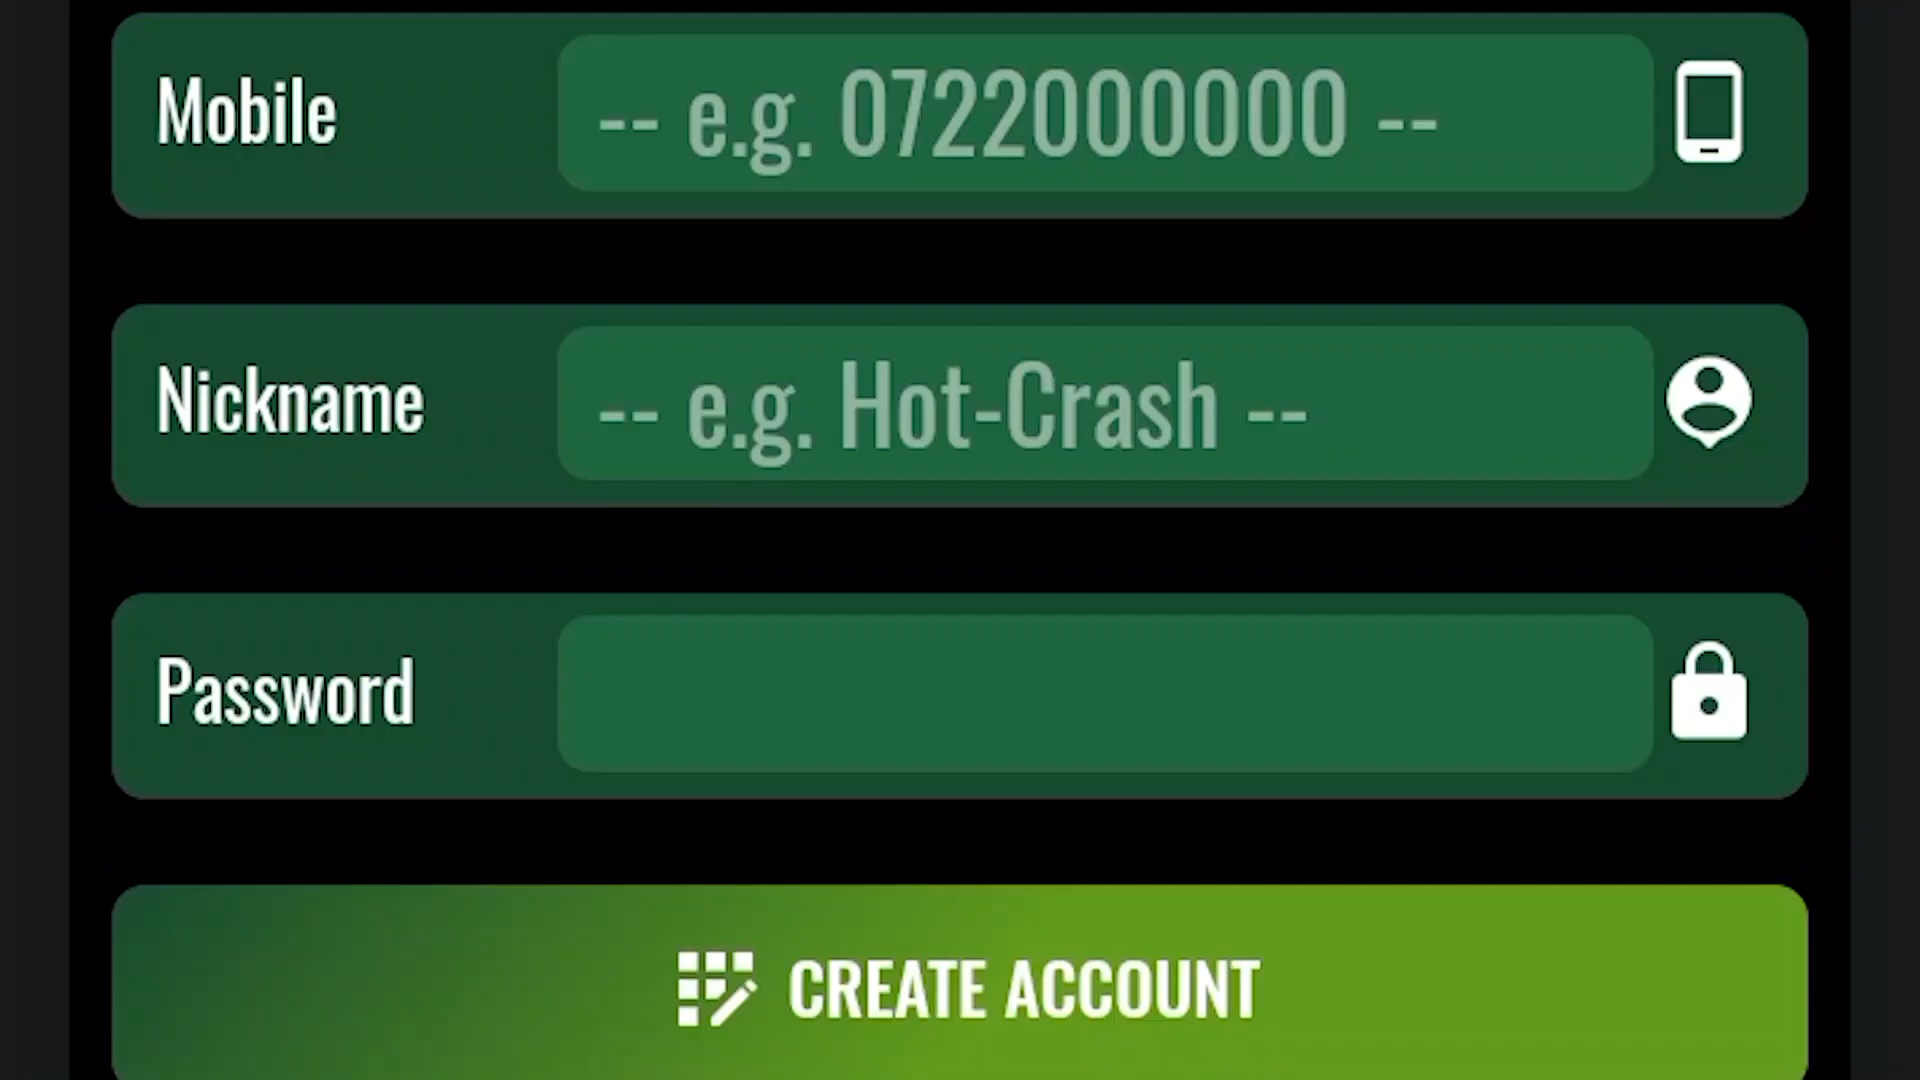 Mobile
-- e.g. 0722000000 --
Nickname
-- e.g. Hot-Crash --
Password
CREATE ACCOUNT